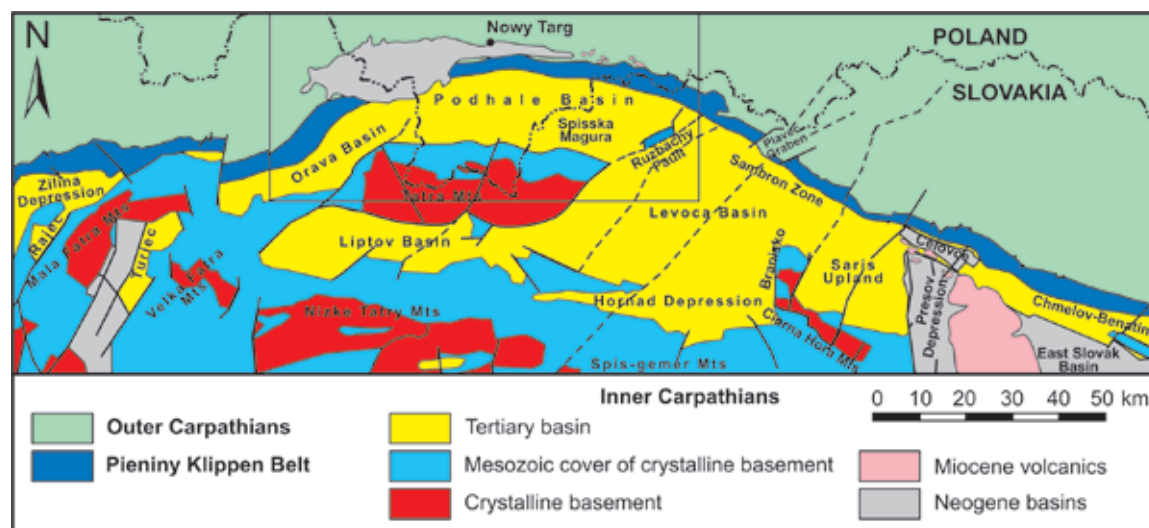 N
Nowy Targ
POLAND
SLOVAKIA
Podhale Basin
Spisska
Magura
Orava Basin
Ruzbachy
Plavec
Graben
Sambron Zone
Zilina
Depression
Tatra Mts
Levoca Basin
Rajec
Mala Fatra Mts
Turiec
Velka Fatra
Mts
Liptov Basin
Branisko
Saris
Upland
Celovce
Presov
Depression
Chmelov-Benatin
Hornad Depression
Nizke Tatry Mts
Cierna Hora Mts
Spis-gemer Mts
East Slovak
Basin
Inner Carpathians
0 10 20 30 40 50 km
Outer Carpathians
Pieniny Klippen Belt
Tertiary basin
Mesozoic cover of crystalline basement
Crystalline basement
Miocene volcanics
Neogene basins